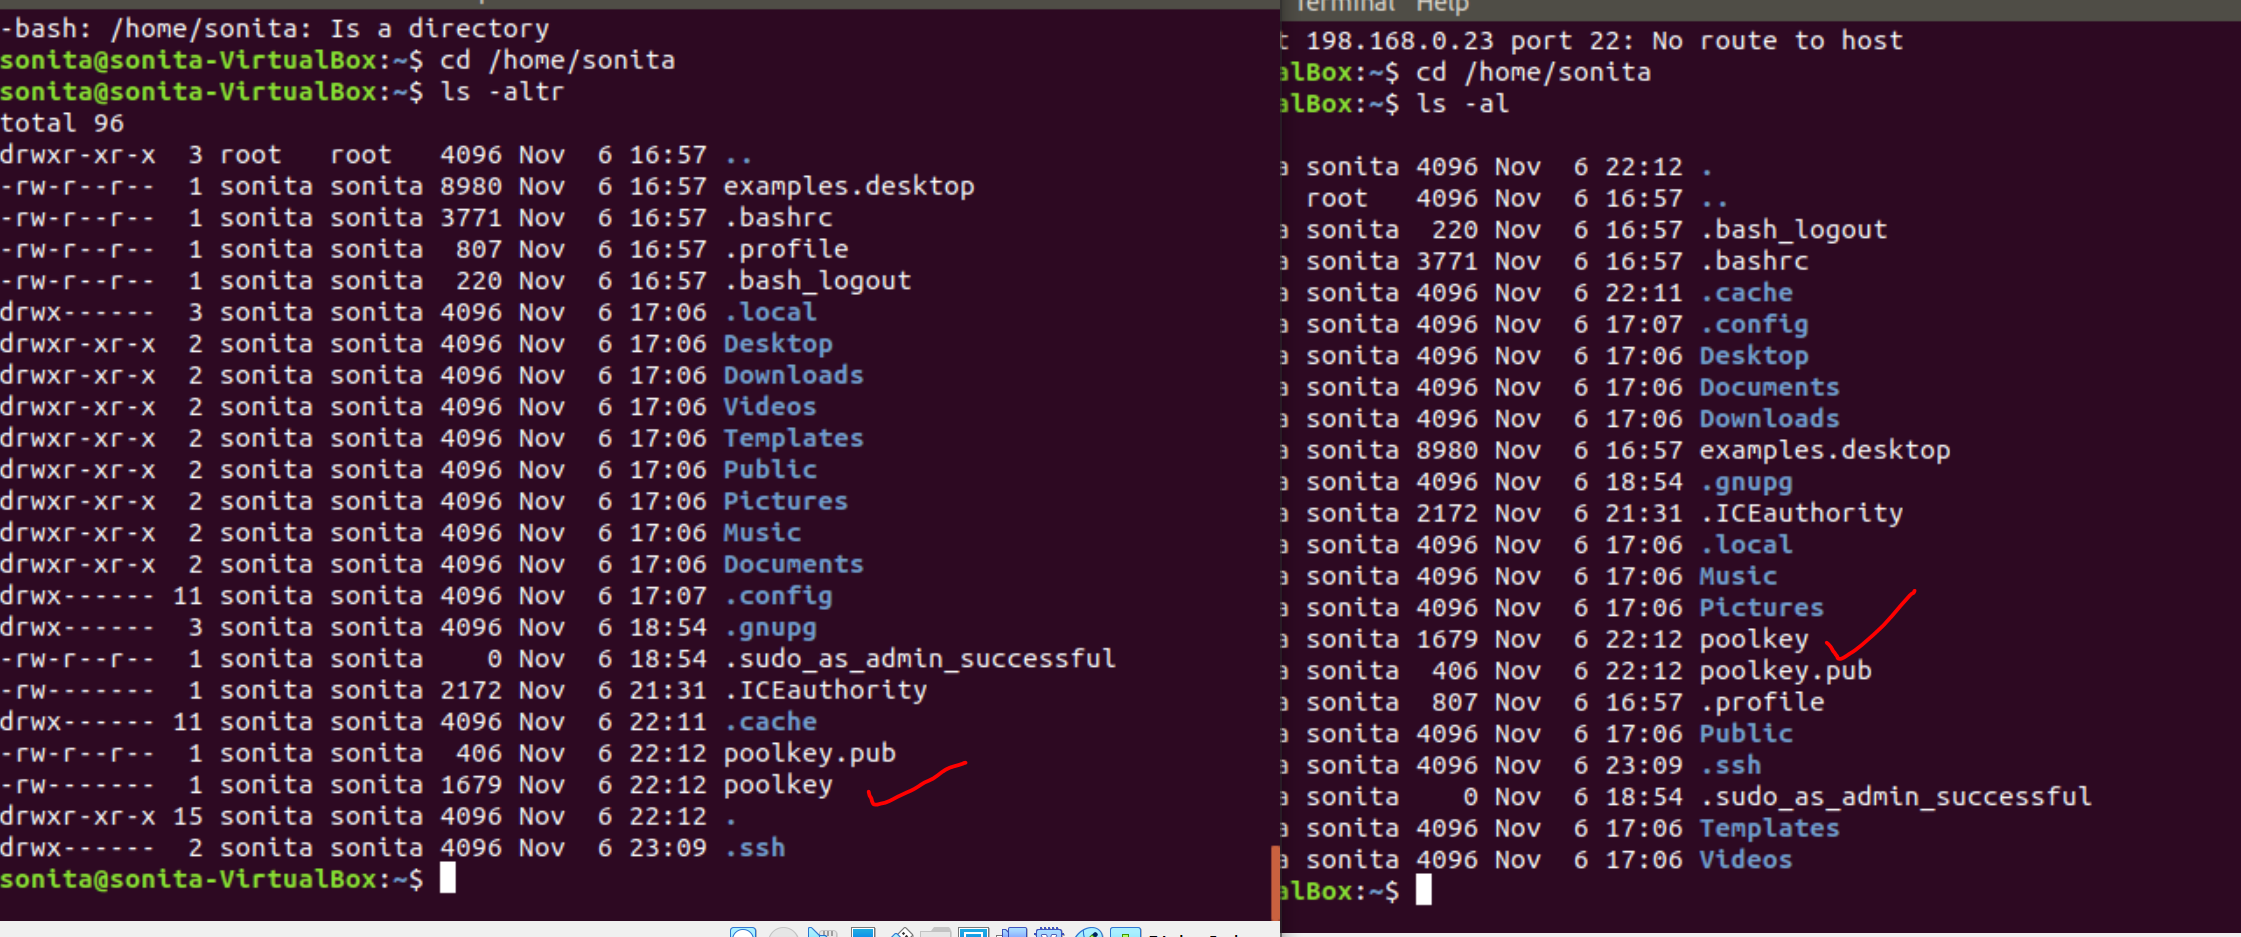 -bash: /home/sonita: Is a directory
sonita@sonita-VirtualBox:~$ cd /home/sonita
sonita@sonita-VirtualBox:~$ ls -altr
total 96
drwxr-xr-x  3 root   root   4096 Nov  6 16:57 ..
-rw-r--r--  1 sonita sonita 8980 Nov  6 16:57 examples.desktop
-rw-r--r--  1 sonita sonita 3771 Nov  6 16:57 .bashrc
-rw-r--r--  1 sonita sonita  807 Nov  6 16:57 .profile
-rw-r--r--  1 sonita sonita  220 Nov  6 16:57 .bash_logout
drwx------  3 sonita sonita 4096 Nov  6 17:06 .local
drwxr-xr-x  2 sonita sonita 4096 Nov  6 17:06 Desktop
drwxr-xr-x  2 sonita sonita 4096 Nov  6 17:06 Downloads
drwxr-xr-x  2 sonita sonita 4096 Nov  6 17:06 Videos
drwxr-xr-x  2 sonita sonita 4096 Nov  6 17:06 Templates
drwxr-xr-x  2 sonita sonita 4096 Nov  6 17:06 Public
drwxr-xr-x  2 sonita sonita 4096 Nov  6 17:06 Pictures
drwxr-xr-x  2 sonita sonita 4096 Nov  6 17:06 Music
drwxr-xr-x  2 sonita sonita 4096 Nov  6 17:06 Documents
drwx------ 11 sonita sonita 4096 Nov  6 17:07 .config
drwx------  3 sonita sonita 4096 Nov  6 18:54 .gnupg
-rw-r--r--  1 sonita sonita    0 Nov  6 18:54 .sudo_as_admin_successful
-rw-------  1 sonita sonita 2172 Nov  6 21:31 .ICEauthority
drwx------ 11 sonita sonita 4096 Nov  6 22:11 .cache
-rw-r--r--  1 sonita sonita  406 Nov  6 22:12 poolkey.pub
-rw-------  1 sonita sonita 1679 Nov  6 22:12 poolkey
drwxr-xr-x 15 sonita sonita 4096 Nov  6 22:12 .
drwx------  2 sonita sonita 4096 Nov  6 23:09 .ssh
sonita@sonita-VirtualBox:~$
Terminal Help
t 198.168.0.23 port 22: No route to host
alBox:~$ cd /home/sonita
alBox:~$ ls -al
a sonita 4096 Nov  6 22:12 .
  root   4096 Nov  6 16:57 ..
a sonita  220 Nov  6 16:57 .bash_logout
a sonita 3771 Nov  6 16:57 .bashrc
a sonita 4096 Nov  6 22:11 .cache
a sonita 4096 Nov  6 17:07 .config
a sonita 4096 Nov  6 17:06 Desktop
a sonita 4096 Nov  6 17:06 Documents
a sonita 4096 Nov  6 17:06 Downloads
a sonita 8980 Nov  6 16:57 examples.desktop
a sonita 4096 Nov  6 18:54 .gnupg
a sonita 2172 Nov  6 21:31 .ICEauthority
a sonita 4096 Nov  6 17:06 .local
a sonita 4096 Nov  6 17:06 Music
a sonita 4096 Nov  6 17:06 Pictures
a sonita 1679 Nov  6 22:12 poolkey
a sonita  406 Nov  6 22:12 poolkey.pub
a sonita  807 Nov  6 16:57 .profile
a sonita 4096 Nov  6 17:06 Public
a sonita 4096 Nov  6 23:09 .ssh
a sonita    0 Nov  6 18:54 .sudo_as_admin_successful
a sonita 4096 Nov  6 17:06 Templates
a sonita 4096 Nov  6 17:06 Videos
alBox:~$